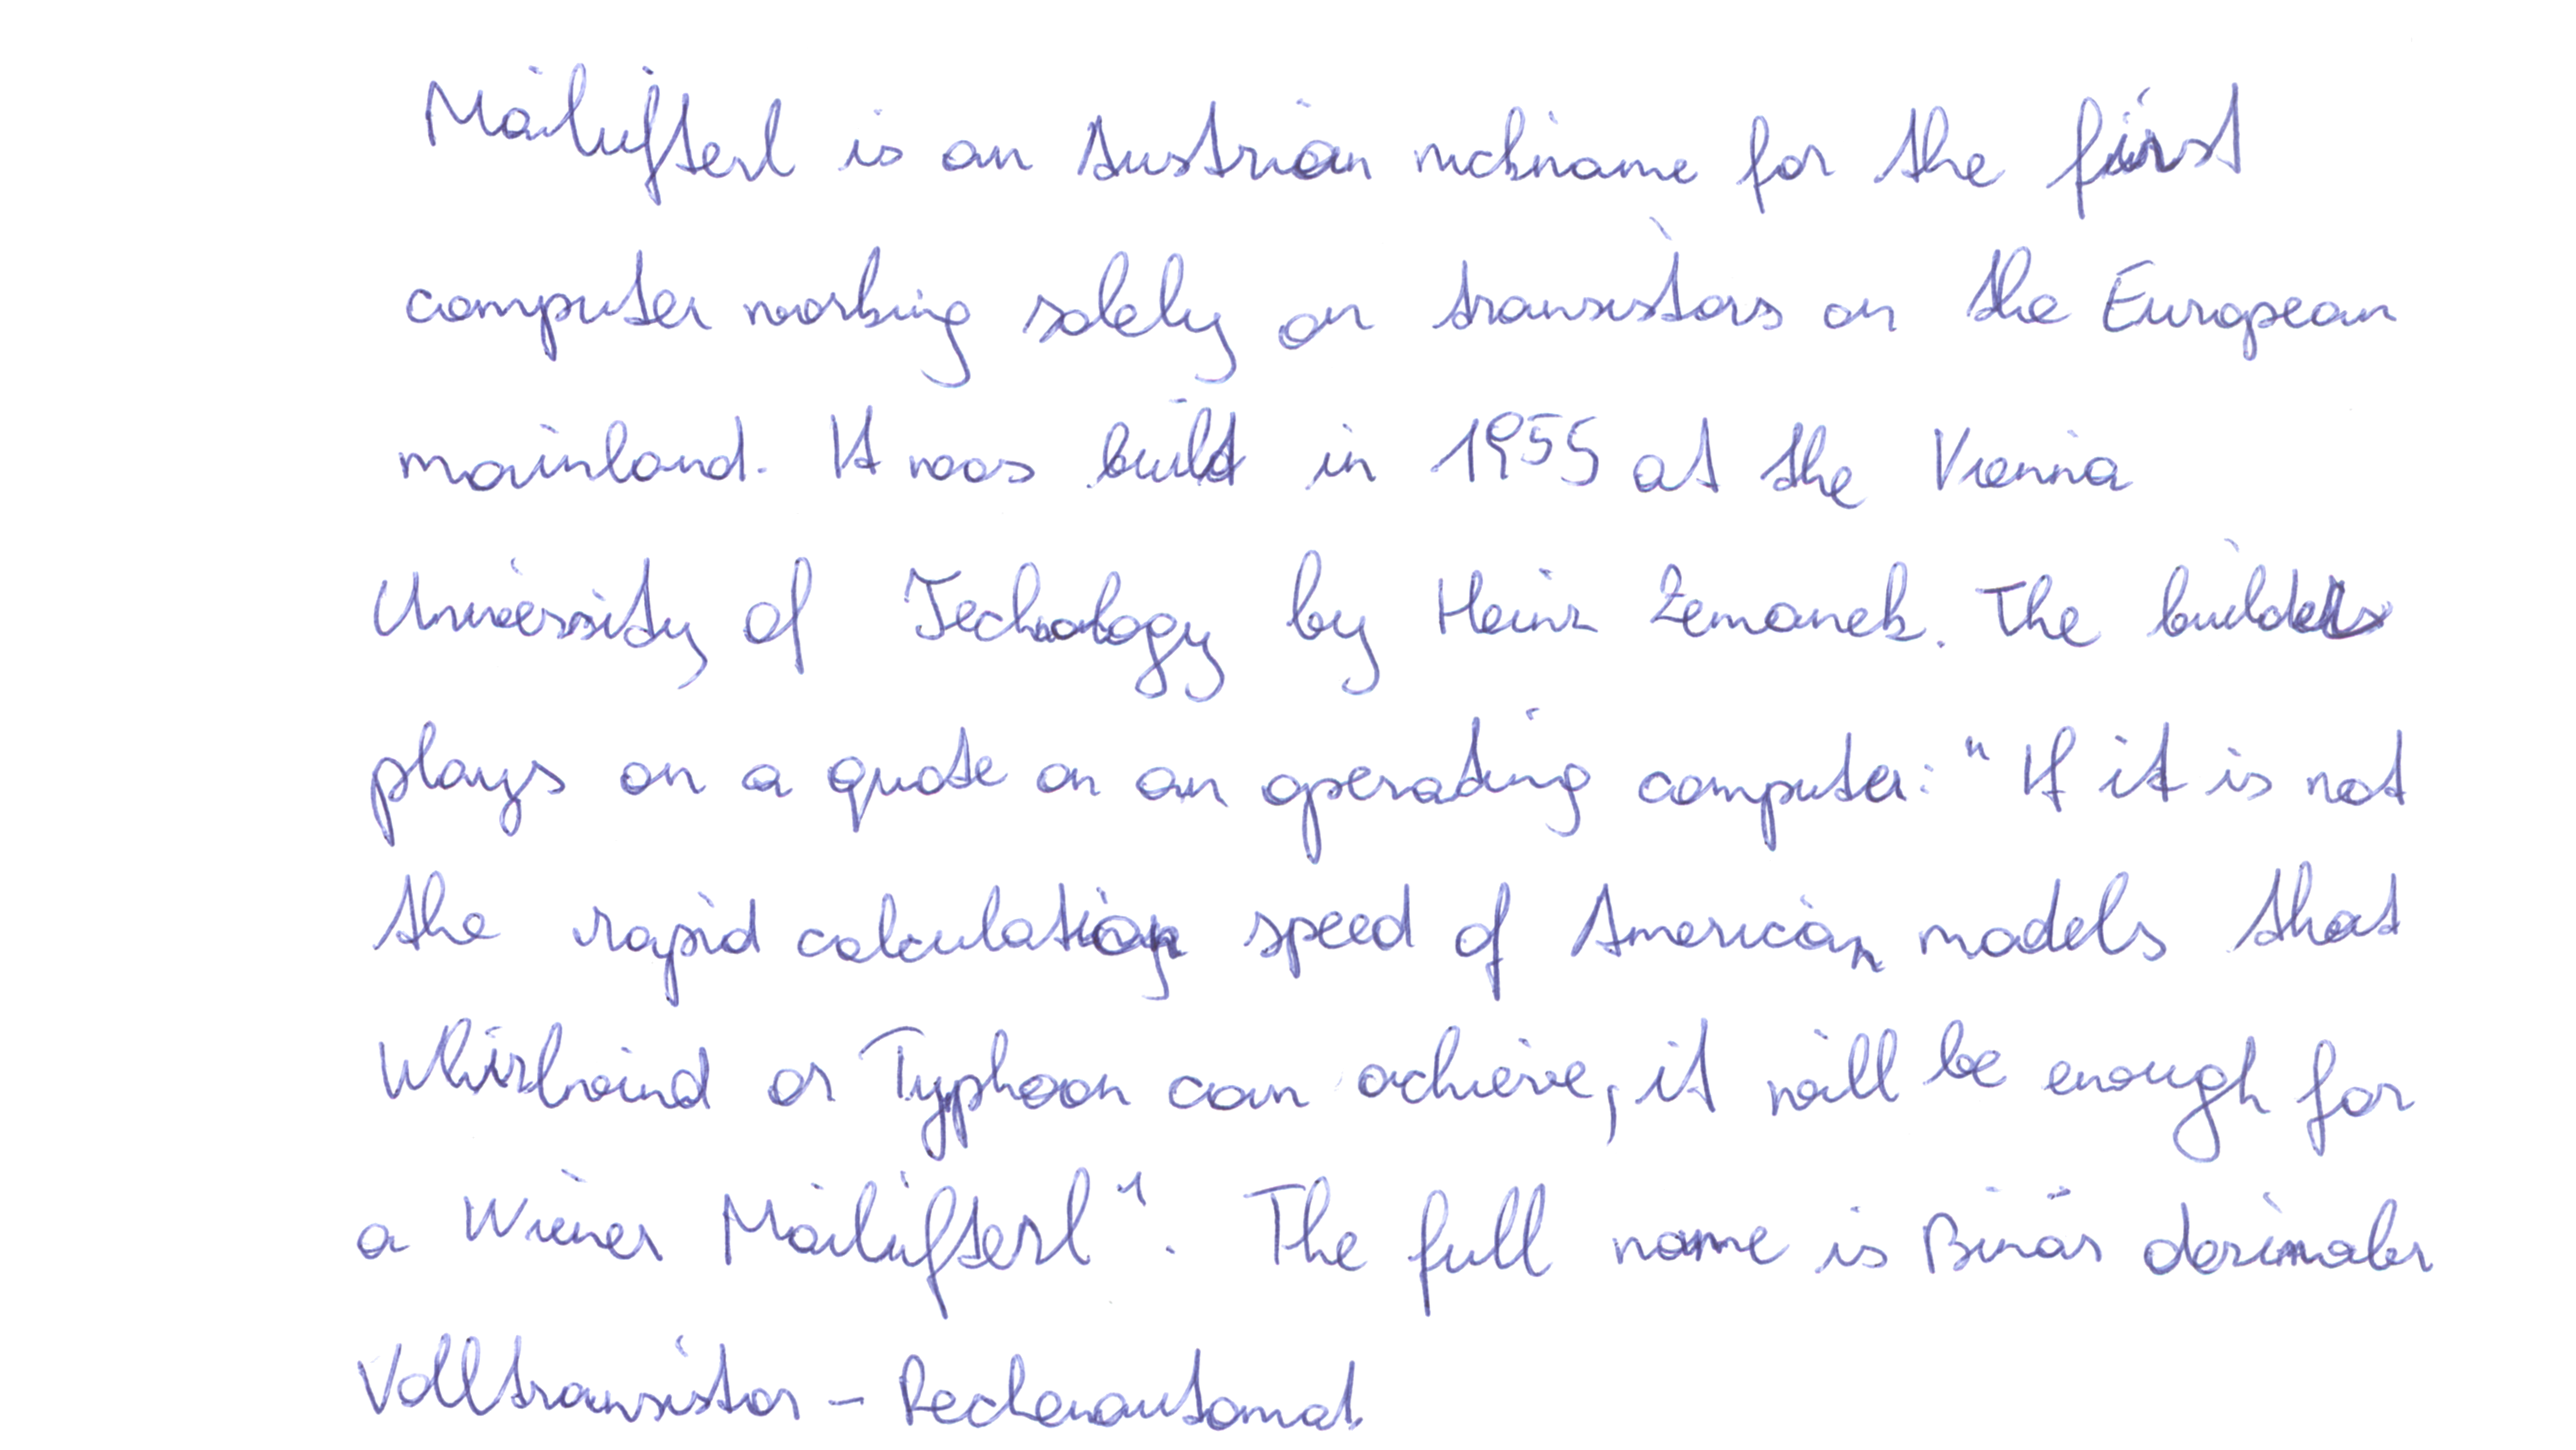 Mailüfterl is an Austrian nickname for the first
computer working solely on transistors on the European
mainland. It was build in 1955 at the Vienna
University of Technology by Heinz Zemanek. The builders
plays on a quote on an operating computer: "If it is not
the rapid calculation speed of American models that
Whirlwind or Typhoon can achieve, it will be enough for
a Wiener Mailüfterl". The full name is Binär dezimaler
Volltransistor - Rechenautomat